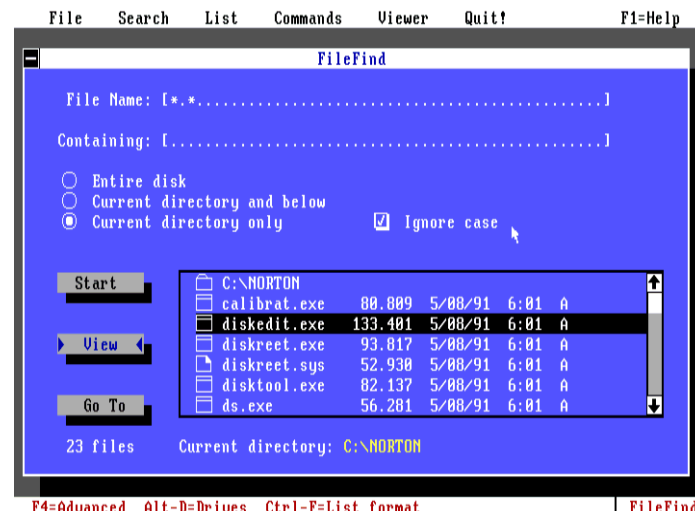 File Search List Commands Viewer Quit! F1=Help
FileFind
File Name: [*.*...............................................]
Containing: [..................................................]
Entire disk
Current directory and below
Current directory only Ignore case
Start
View
Go To
C:\NORTON
calibrat.exe 80.809 5/08/91 6:01 A
diskedit.exe 133.401 5/08/91 6:01 A
diskreet.exe 93.817 5/08/91 6:01 A
diskreet.sys 52.930 5/08/91 6:01 A
disktool.exe 82.137 5/08/91 6:01 A
ds.exe 56.281 5/08/91 6:01 A
23 files Current directory: C:\NORTON
F4=Advanced Alt-D=Drives Ctrl-F=List format FileFind